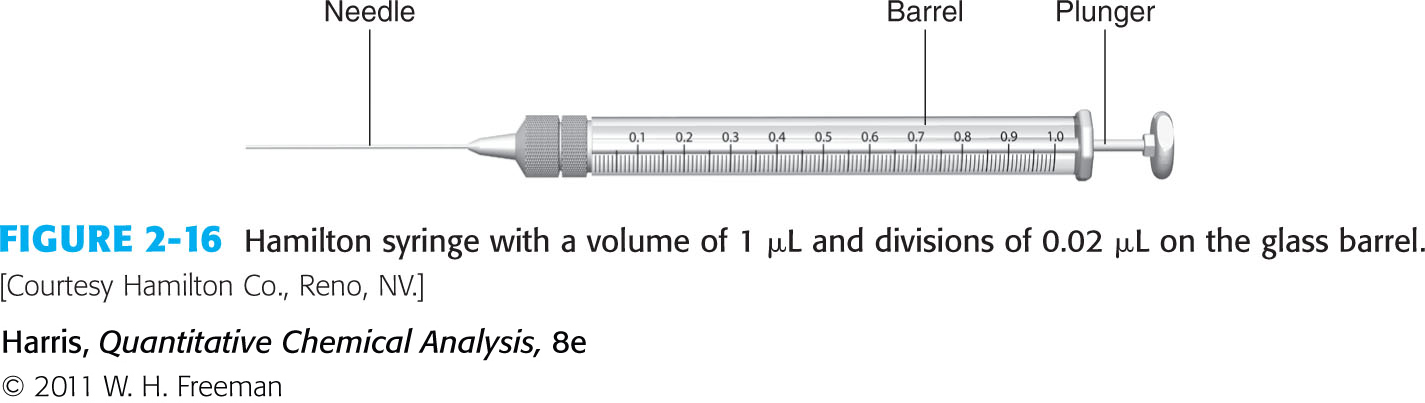 Needle Barrel Plunger
0.1 0.2 0.3 0.4 0.5 0.6 0.7 0.8 0.9 1.0
FIGURE 2-16 Hamilton syringe with a volume of 1 μL and divisions of 0.02 μL on the glass barrel.
[Courtesy Hamilton Co., Reno, NV.]
Harris, Quantitative Chemical Analysis, 8e
© 2011 W. H. Freeman